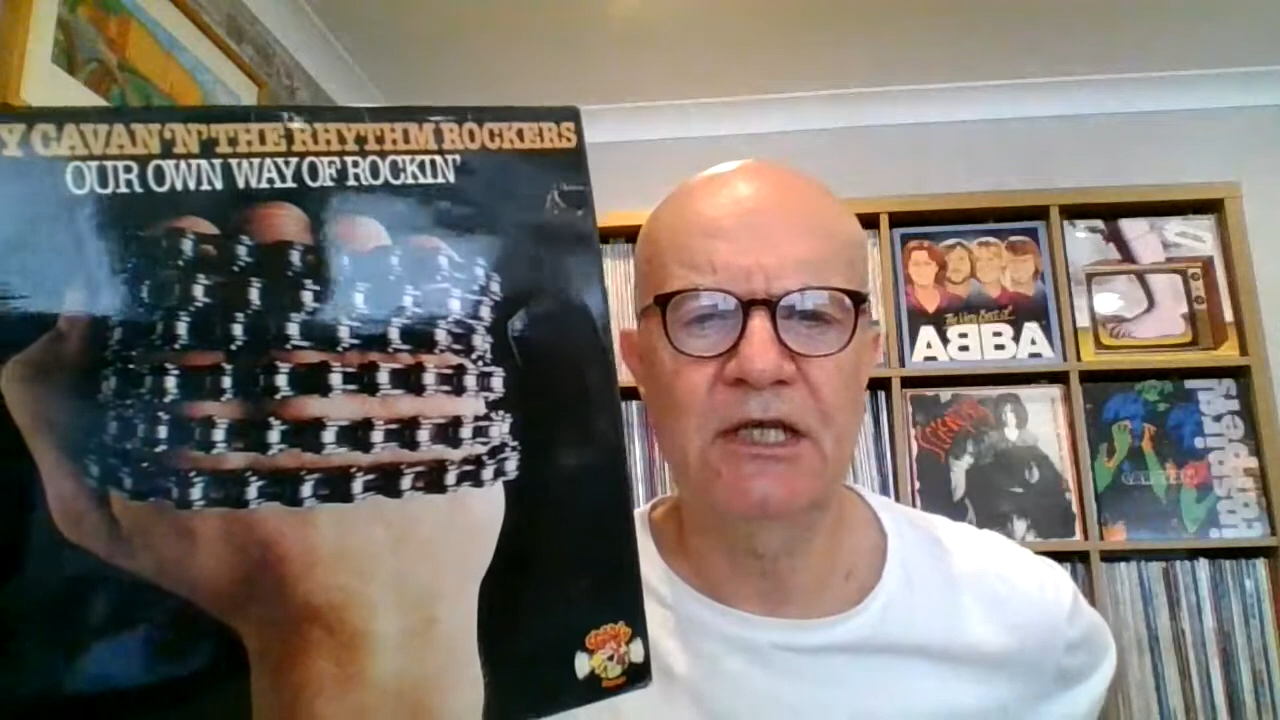 Y CAVAN 'N' THE RHYTHM ROCKERS
OUR OWN WAY OF ROCKIN'
The Very Best of
ABBA